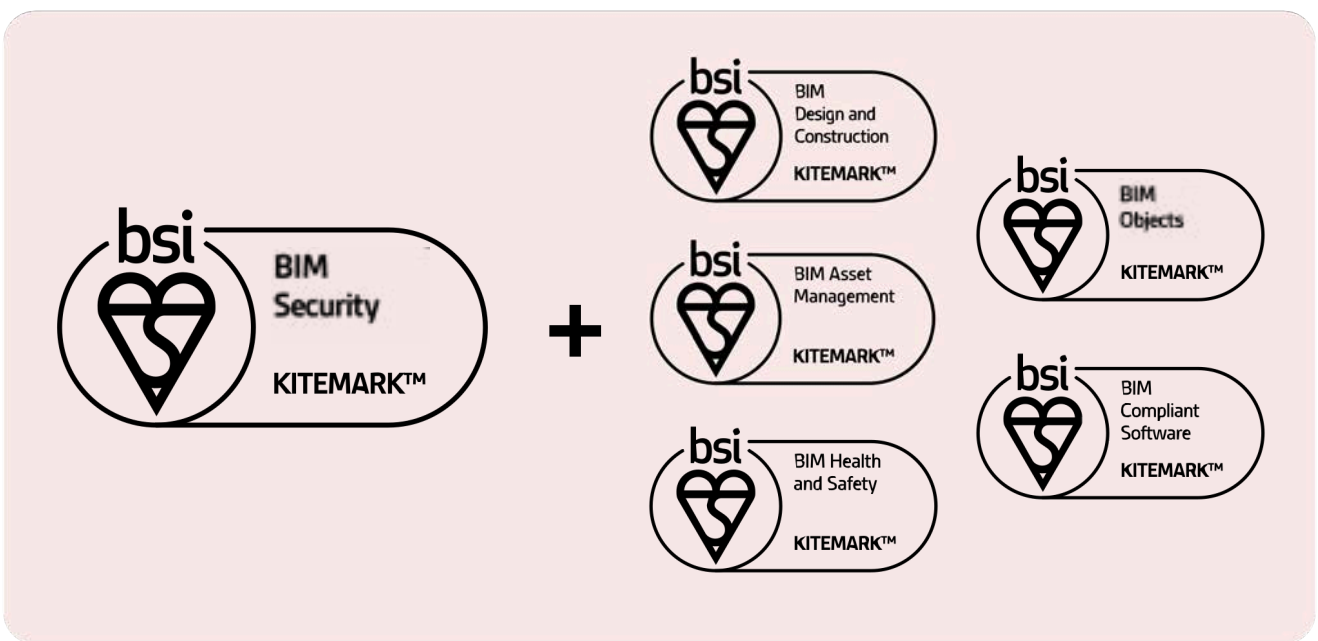 bsi
BIM
Security
KITEMARK™
+
bsi
BIM
Design and
Construction
KITEMARK™
bsi
BIM Asset
Management
KITEMARK™
bsi
BIM Health
and Safety
KITEMARK™
bsi
BIM
Objects
KITEMARK™
bsi
BIM
Compliant
Software
KITEMARK™